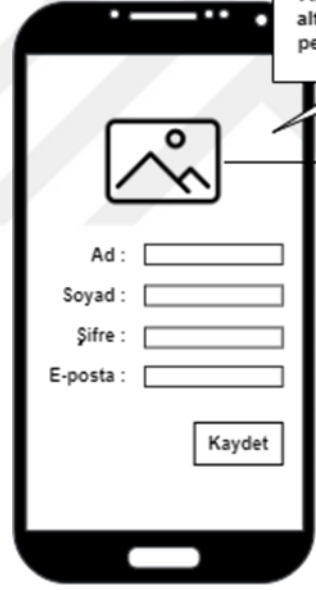 Ad :
Soyad :
Şifre :
E-posta :
Kaydet